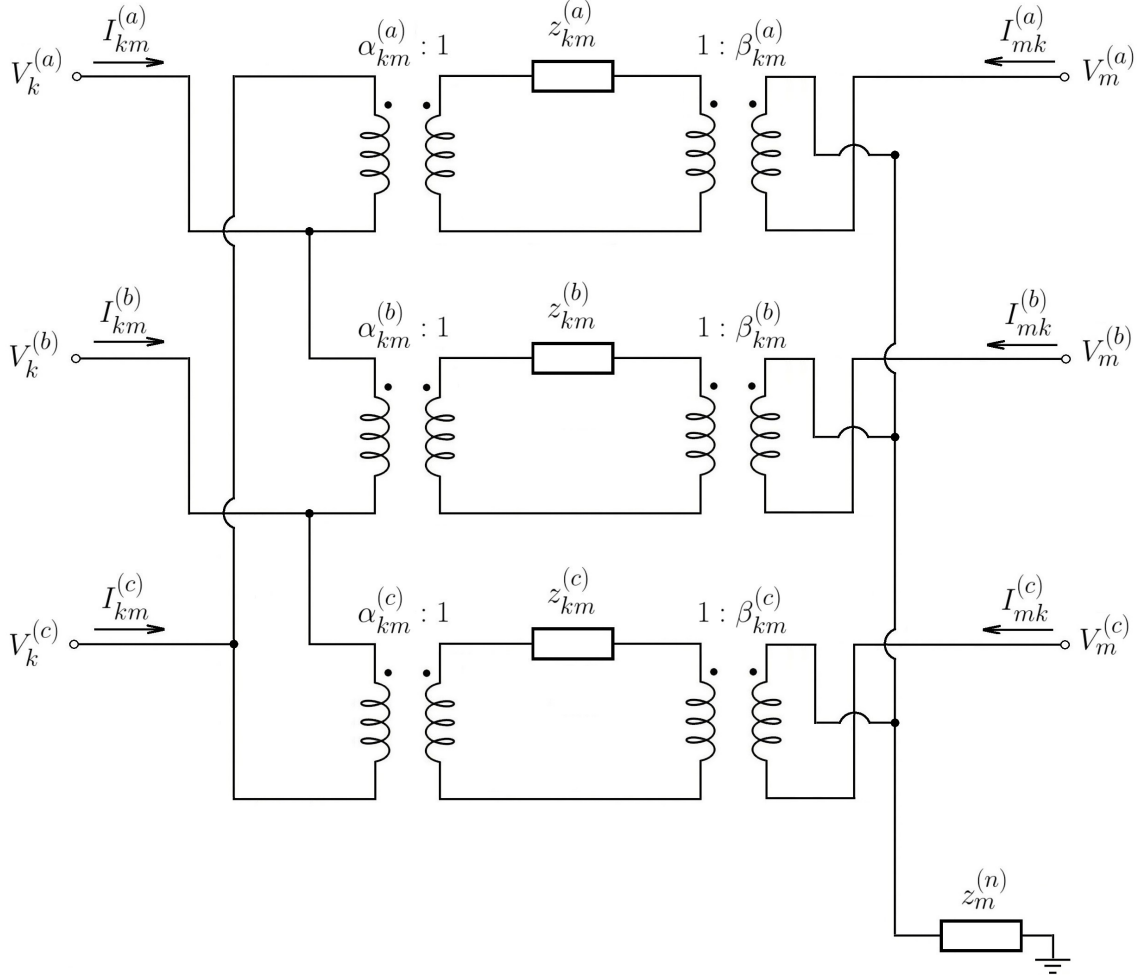 I_{km}^{(a)} α_{km}^{(a)} : 1 z_{km}^{(a)} 1 : β_{km}^{(a)} I_{mk}^{(a)}
V_k^{(a)} V_m^{(a)}
I_{km}^{(b)} α_{km}^{(b)} : 1 z_{km}^{(b)} 1 : β_{km}^{(b)} I_{mk}^{(b)}
V_k^{(b)} V_m^{(b)}
I_{km}^{(c)} α_{km}^{(c)} : 1 z_{km}^{(c)} 1 : β_{km}^{(c)} I_{mk}^{(c)}
V_k^{(c)} V_m^{(c)}
z_m^{(n)}